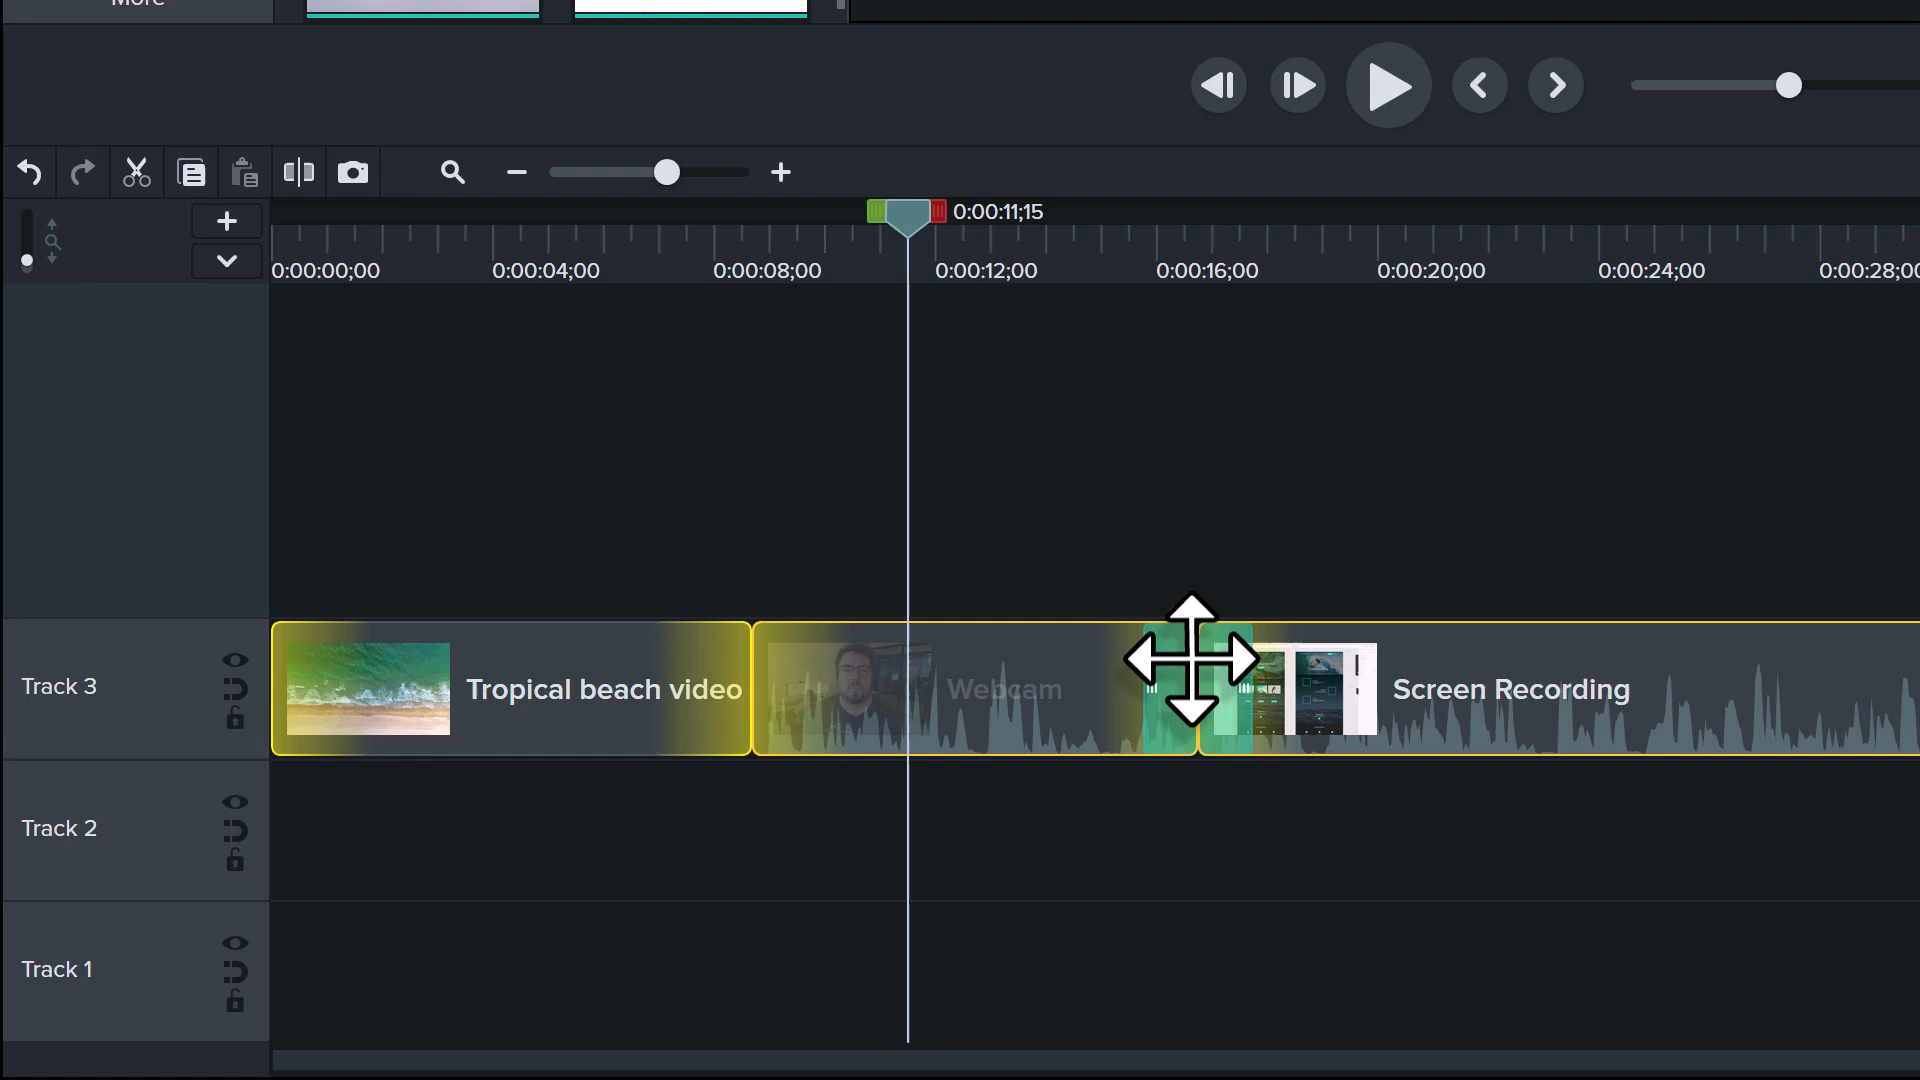 More
0:00:11;15
0:00:00;00
0:00:04;00
0:00:08;00
0:00:12;00
0:00:16;00
0:00:20;00
0:00:24;00
0:00:28;00
Track 3
Tropical beach video
Webcam
Screen Recording
Track 2
Track 1